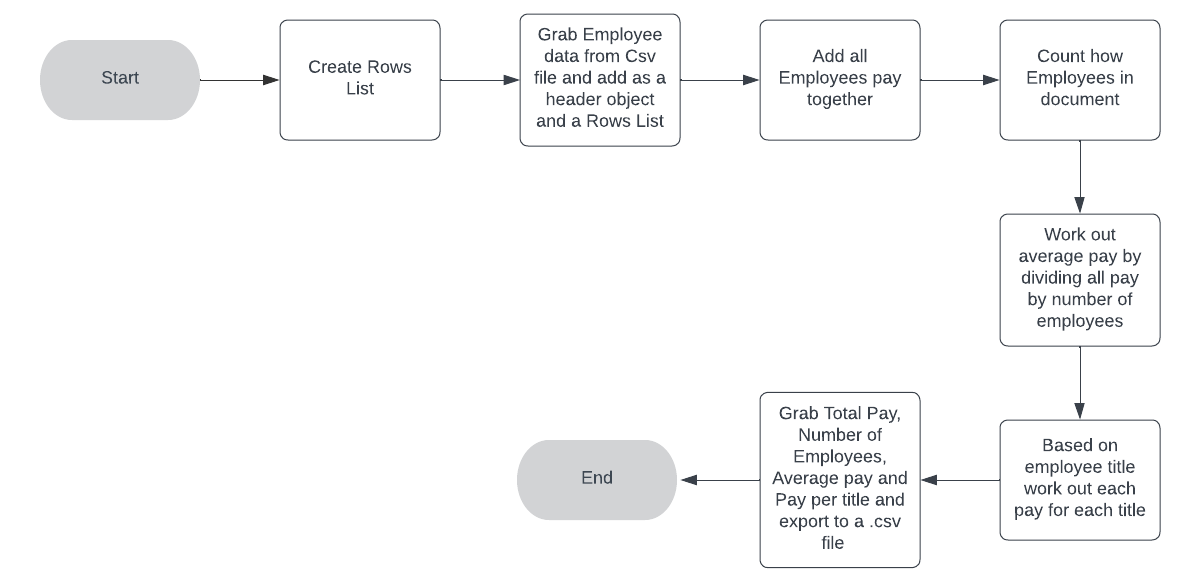 Start
Create Rows
List
Grab Employee
data from Csv
file and add as a
header object
and a Rows List
Add all
Employees pay
together
Count how
Employees in
document
Work out
average pay by
dividing all pay
by number of
employees
Based on
employee title
work out each
pay for each title
Grab Total Pay,
Number of
Employees,
Average pay and
Pay per title and
export to a .csv
file
End